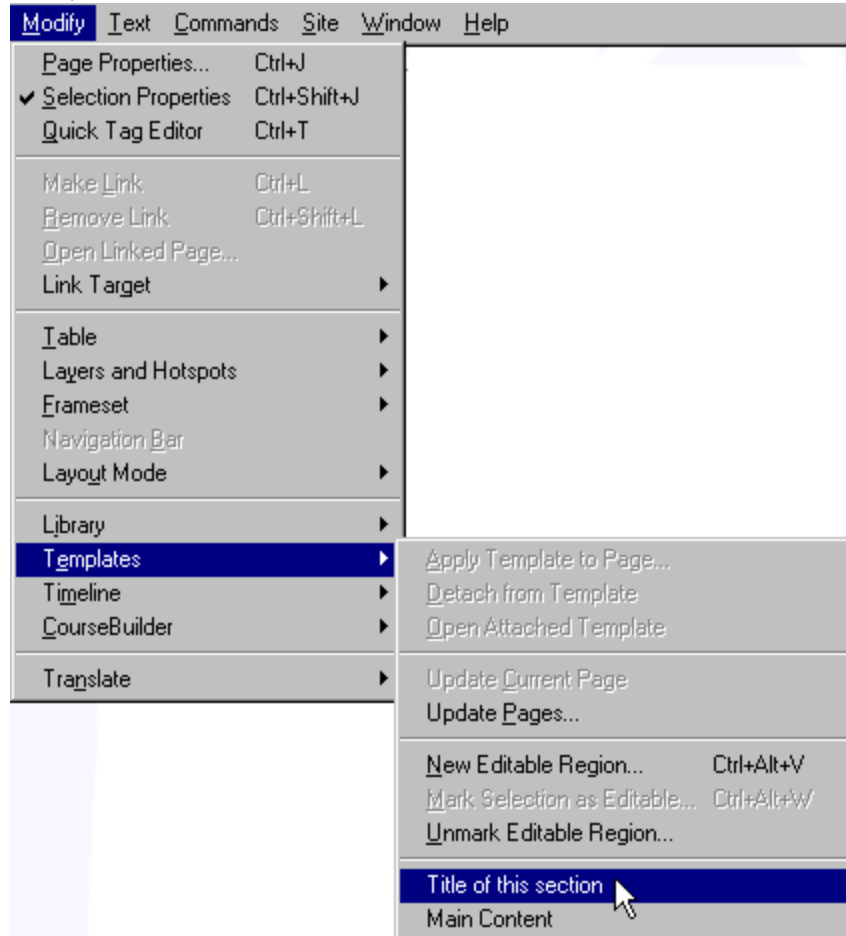 Modify Text Commands Site Window Help
Page Properties... Ctrl+J
✔ Selection Properties Ctrl+Shift+J
Quick Tag Editor Ctrl+T
Make Link Ctrl+L
Remove Link Ctrl+Shift+L
Open Linked Page...
Link Target
Table
Layers and Hotspots
Frameset
Navigation Bar
Layout Mode
Library
Templates
Timeline
CourseBuilder
Translate
Apply Template to Page...
Detach from Template
Open Attached Template
Update Current Page
Update Pages...
New Editable Region... Ctrl+Alt+V
Mark Selection as Editable... Ctrl+Alt+W
Unmark Editable Region...
Title of this section
Main Content